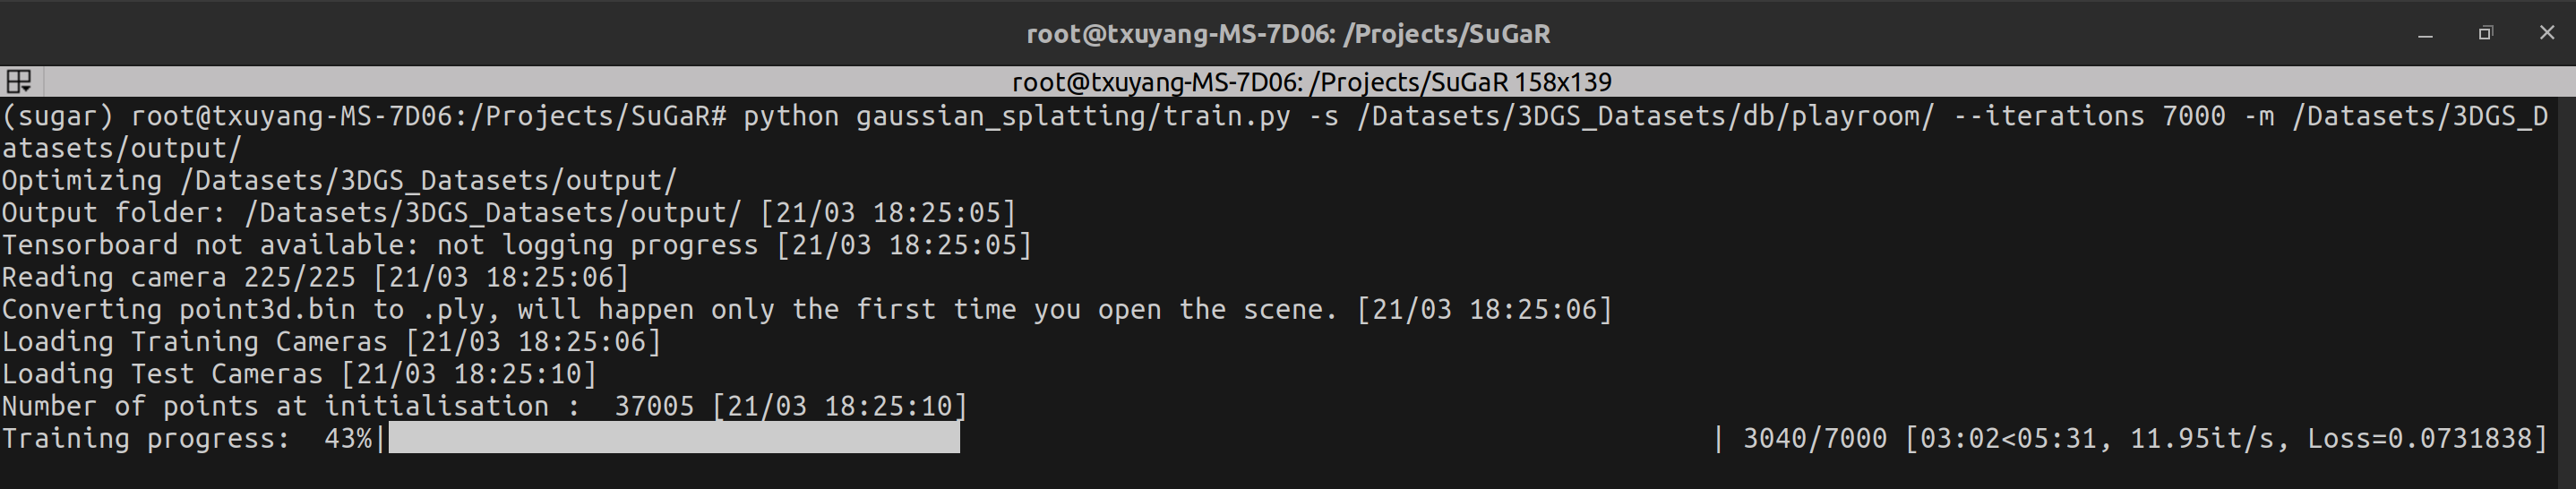 root@txuyang-MS-7D06: /Projects/SuGaR
root@txuyang-MS-7D06: /Projects/SuGaR 158x139
(sugar) root@txuyang-MS-7D06:/Projects/SuGaR# python gaussian_splatting/train.py -s /Datasets/3DGS_Datasets/db/playroom/ --iterations 7000 -m /Datasets/3DGS_D
atasets/output/
Optimizing /Datasets/3DGS_Datasets/output/
Output folder: /Datasets/3DGS_Datasets/output/ [21/03 18:25:05]
Tensorboard not available: not logging progress [21/03 18:25:05]
Reading camera 225/225 [21/03 18:25:06]
Converting point3d.bin to .ply, will happen only the first time you open the scene. [21/03 18:25:06]
Loading Training Cameras [21/03 18:25:06]
Loading Test Cameras [21/03 18:25:10]
Number of points at initialisation :  37005 [21/03 18:25:10]
Training progress:  43%| | 3040/7000 [03:02<05:31, 11.95it/s, Loss=0.0731838]